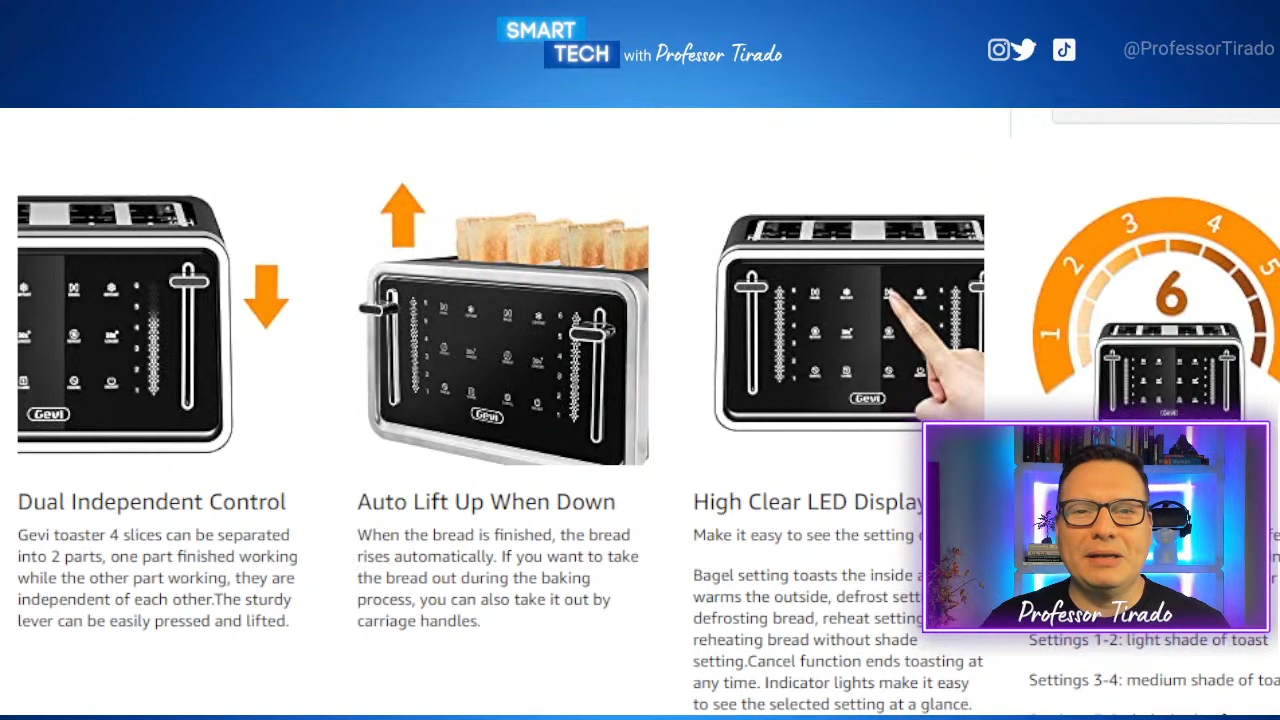 SMART
TECH with Professor Tirado
@ProfessorTirado
1 2 3 4 5
6
Gevi
Gevi
Gevi
Dual Independent Control
Gevi toaster 4 slices can be separated
into 2 parts, one part finished working
while the other part working, they are
independent of each other.The sturdy
lever can be easily pressed and lifted.
Auto Lift Up When Down
When the bread is finished, the bread
rises automatically. If you want to take
the bread out during the baking
process, you can also take it out by
carriage handles.
High Clear LED Display
Make it easy to see the setting
Bagel setting toasts the inside
warms the outside, defrost
defrosting bread, reheat setting
reheating bread without shade
setting.Cancel function ends toasting at
any time. Indicator lights make it easy
to see the selected setting at a glance.
Professor Tirado
Settings 1-2: light shade of toast
Settings 3-4: medium shade of